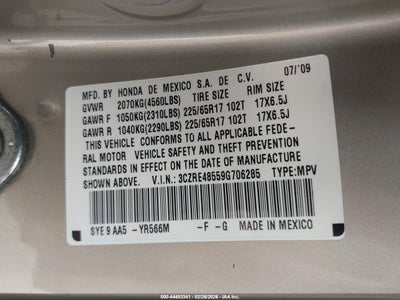 MFD. BY HONDA DE MEXICO S.A. DE C.V. 07/'09
GVWR 2070KG(4560LBS) TIRE SIZE RIM SIZE
GAWR F 1050KG(2310LBS) 225/65R17 102T 17X6.5J
GAWR R 1040KG(2290LBS) 225/65R17 102T 17X6.5J
THIS VEHICLE CONFORMS TO ALL APPLICABLE FEDE-
RAL MOTOR VEHICLE SAFETY AND THEFT PREVENTION
STANDARDS IN EFFECT ON THE DATE OF MANUFACTURE
SHOWN ABOVE. V.I.N.: 3CZRE48559G706285 TYPE:MPV
SYE 9 AA5 - YR566M -F -G MADE IN MEXICO
000-44493341 - 02/28/2026 - IAA Inc.